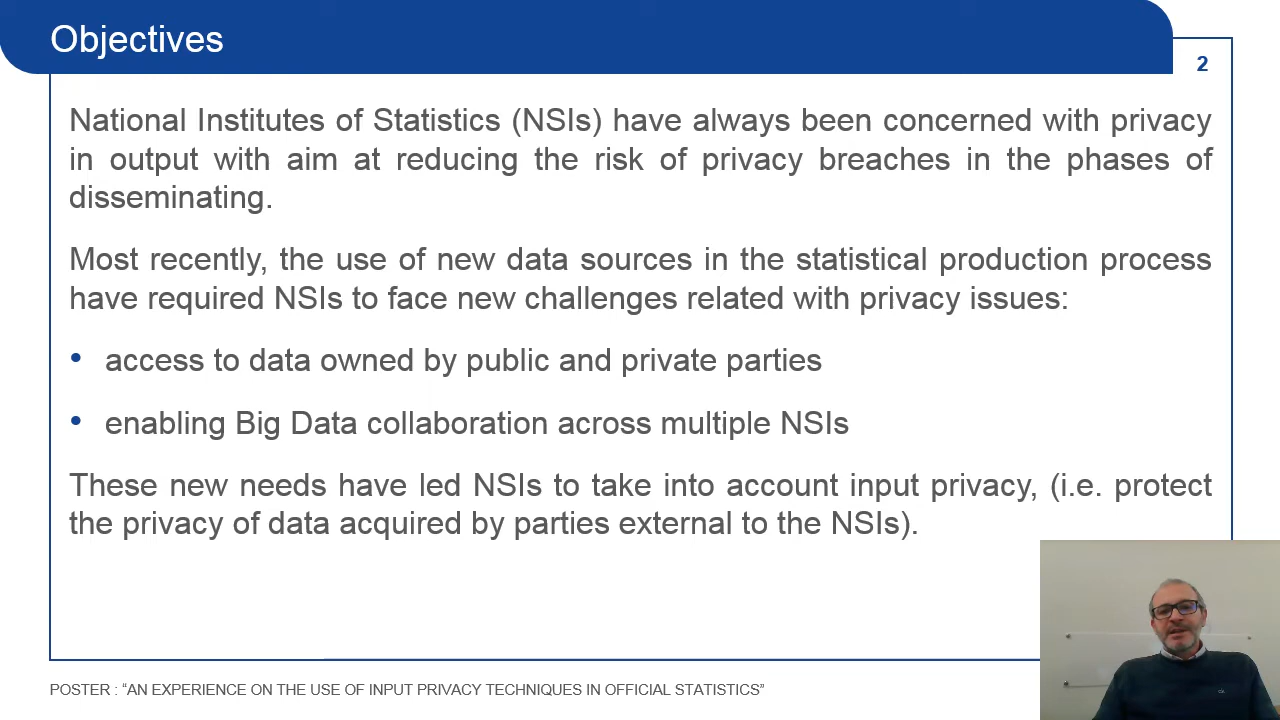 Objectives
2
National Institutes of Statistics (NSIs) have always been concerned with privacy
in output with aim at reducing the risk of privacy breaches in the phases of
disseminating.
Most recently, the use of new data sources in the statistical production process
have required NSIs to face new challenges related with privacy issues:
• access to data owned by public and private parties
• enabling Big Data collaboration across multiple NSIs
These new needs have led NSIs to take into account input privacy, (i.e. protect
the privacy of data acquired by parties external to the NSIs).
POSTER : “AN EXPERIENCE ON THE USE OF INPUT PRIVACY TECHNIQUES IN OFFICIAL STATISTICS”